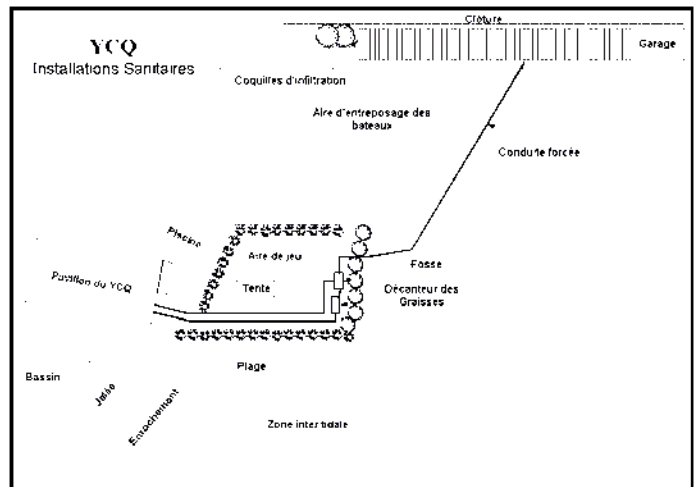 Clôture
YCQ
Installations Sanitaires
Garage
Coquilles d'infiltration
Aire d'entreposage des
bateaux
Conduite forcée
Piscine
Aire de jeu
Fosse
Pavillon du YCQ
Tente
Décanteur des
Graisses
Plage
Bassin
Jetée
Enrochement
Zone intertidale